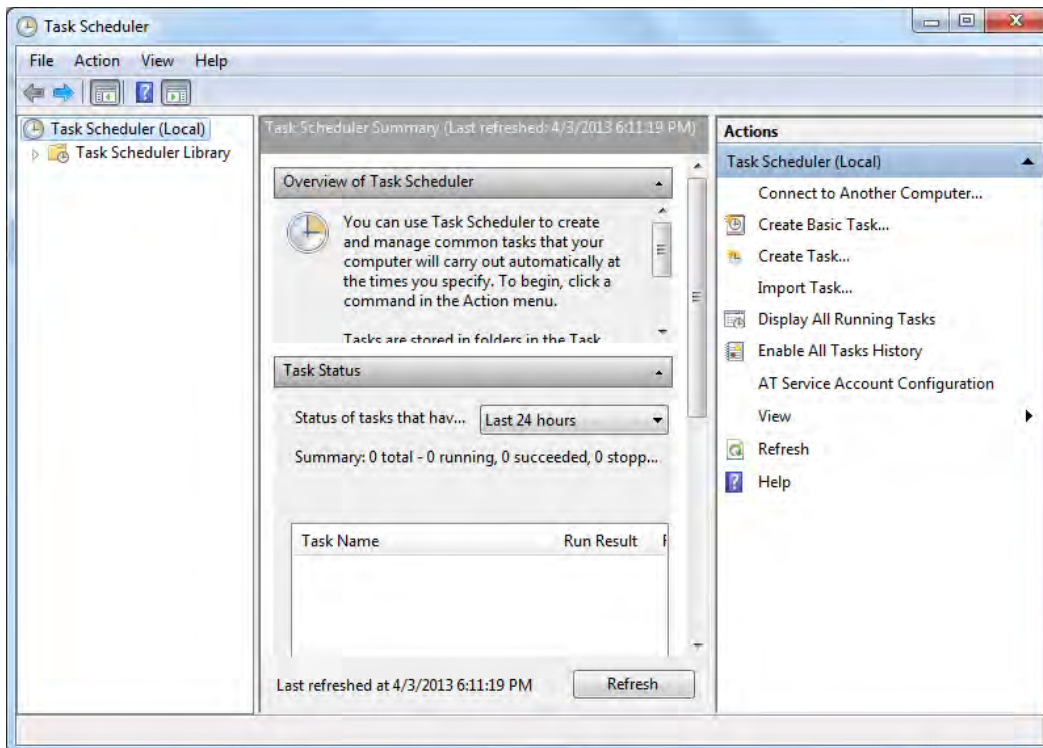 Task Scheduler
File Action View Help
Task Scheduler (Local)
Task Scheduler Library
Task Scheduler Summary (Last refreshed: 4/3/2013 6:11:19 PM)
Overview of Task Scheduler
You can use Task Scheduler to create
and manage common tasks that your
computer will carry out automatically at
the times you specify. To begin, click a
command in the Action menu.
Tasks are stored in folders in the Task
Task Status
Status of tasks that hav... Last 24 hours
Summary: 0 total - 0 running, 0 succeeded, 0 stopp...
Task Name Run Result
Last refreshed at 4/3/2013 6:11:19 PM Refresh
Actions
Task Scheduler (Local)
Connect to Another Computer...
Create Basic Task...
Create Task...
Import Task...
Display All Running Tasks
Enable All Tasks History
AT Service Account Configuration
View
Refresh
Help